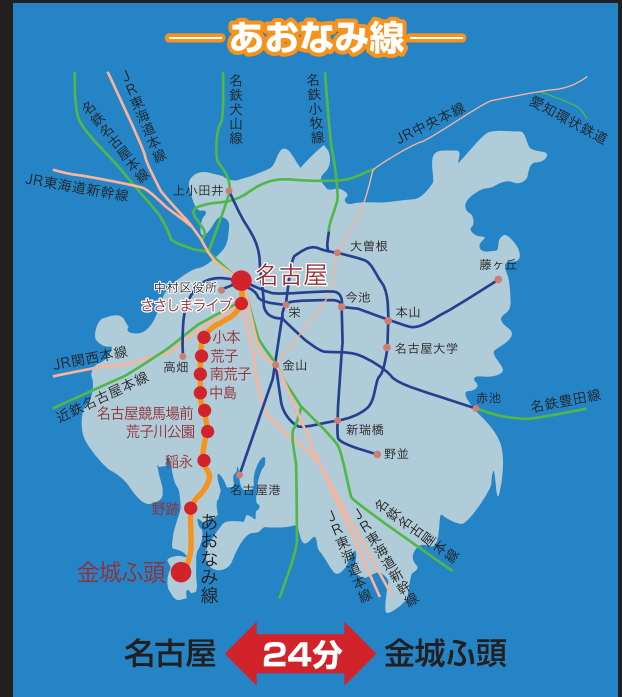 あおなみ線
JR東海道本線
名鉄名古屋本線
名鉄犬山線
名鉄小牧線
JR中央本線
愛知環状鉄道
JR東海道新幹線
上小田井
大曽根
藤ヶ丘
名古屋
中村区役所
ささしまライブ
栄
今池
本山
小本
名古屋大学
荒子
JR関西本線
高畑
南荒子
金山
近鉄名古屋本線
中島
赤池
名鉄豊田線
名古屋競馬場前
荒子川公園
新瑞橋
稲永
野並
名古屋港
野跡
あおなみ線
JR東海道本線
JR東海道新幹線
名鉄名古屋本線
金城ふ頭
名古屋 24分 金城ふ頭